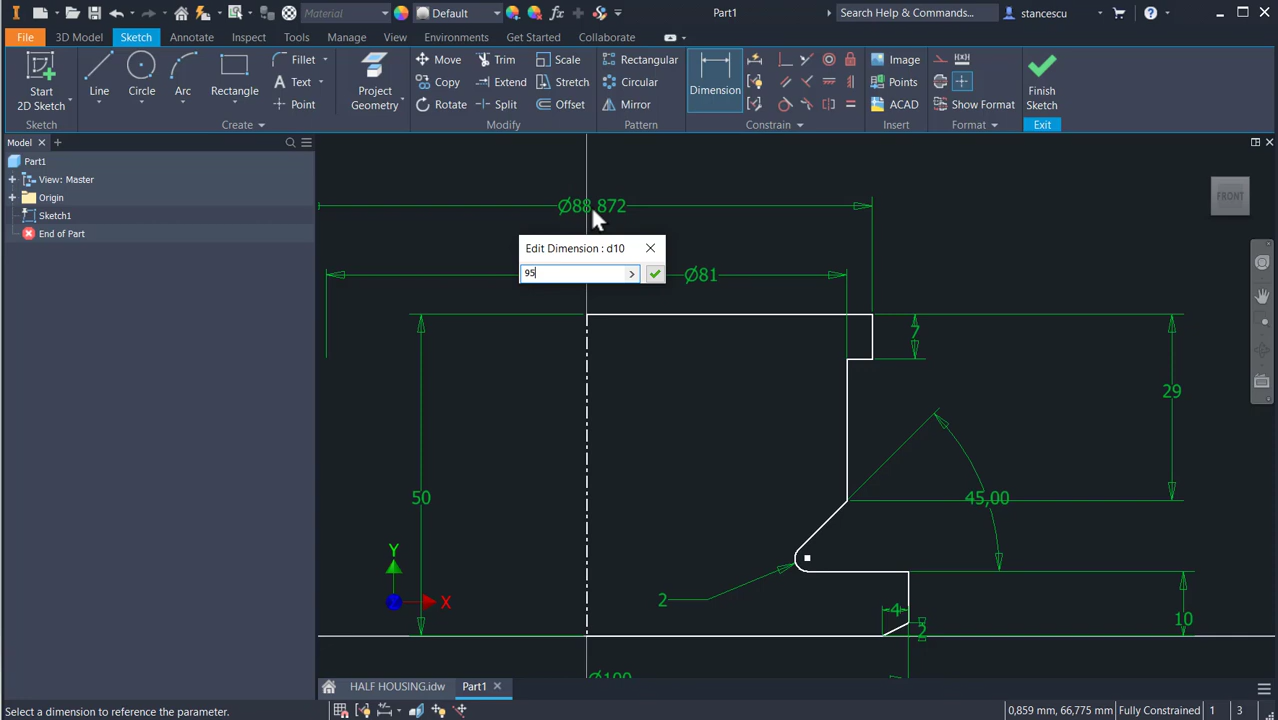 Material
Default
Part1
Search Help & Commands...
stancescu
File
3D Model
Sketch
Annotate
Inspect
Tools
Manage
View
Environments
Get Started
Collaborate
Start
2D Sketch
Line
Circle
Arc
Rectangle
Fillet
Text
Point
Project
Geometry
Move
Copy
Rotate
Trim
Extend
Split
Scale
Stretch
Offset
Rectangular
Circular
Mirror
Dimension
Image
Points
ACAD
Show Format
Finish
Sketch
Sketch
Create
Modify
Pattern
Constrain
Insert
Format
Exit
Model
Part1
View: Master
Origin
Sketch1
End of Part
FRONT
Ø88,872
Edit Dimension : d10
95
Ø81
7
29
50
45,00
2
4
2
10
Ø100
Y
X
HALF HOUSING.idw
Part1
Select a dimension to reference the parameter.
0,859 mm, 66,775 mm
Fully Constrained
1
3